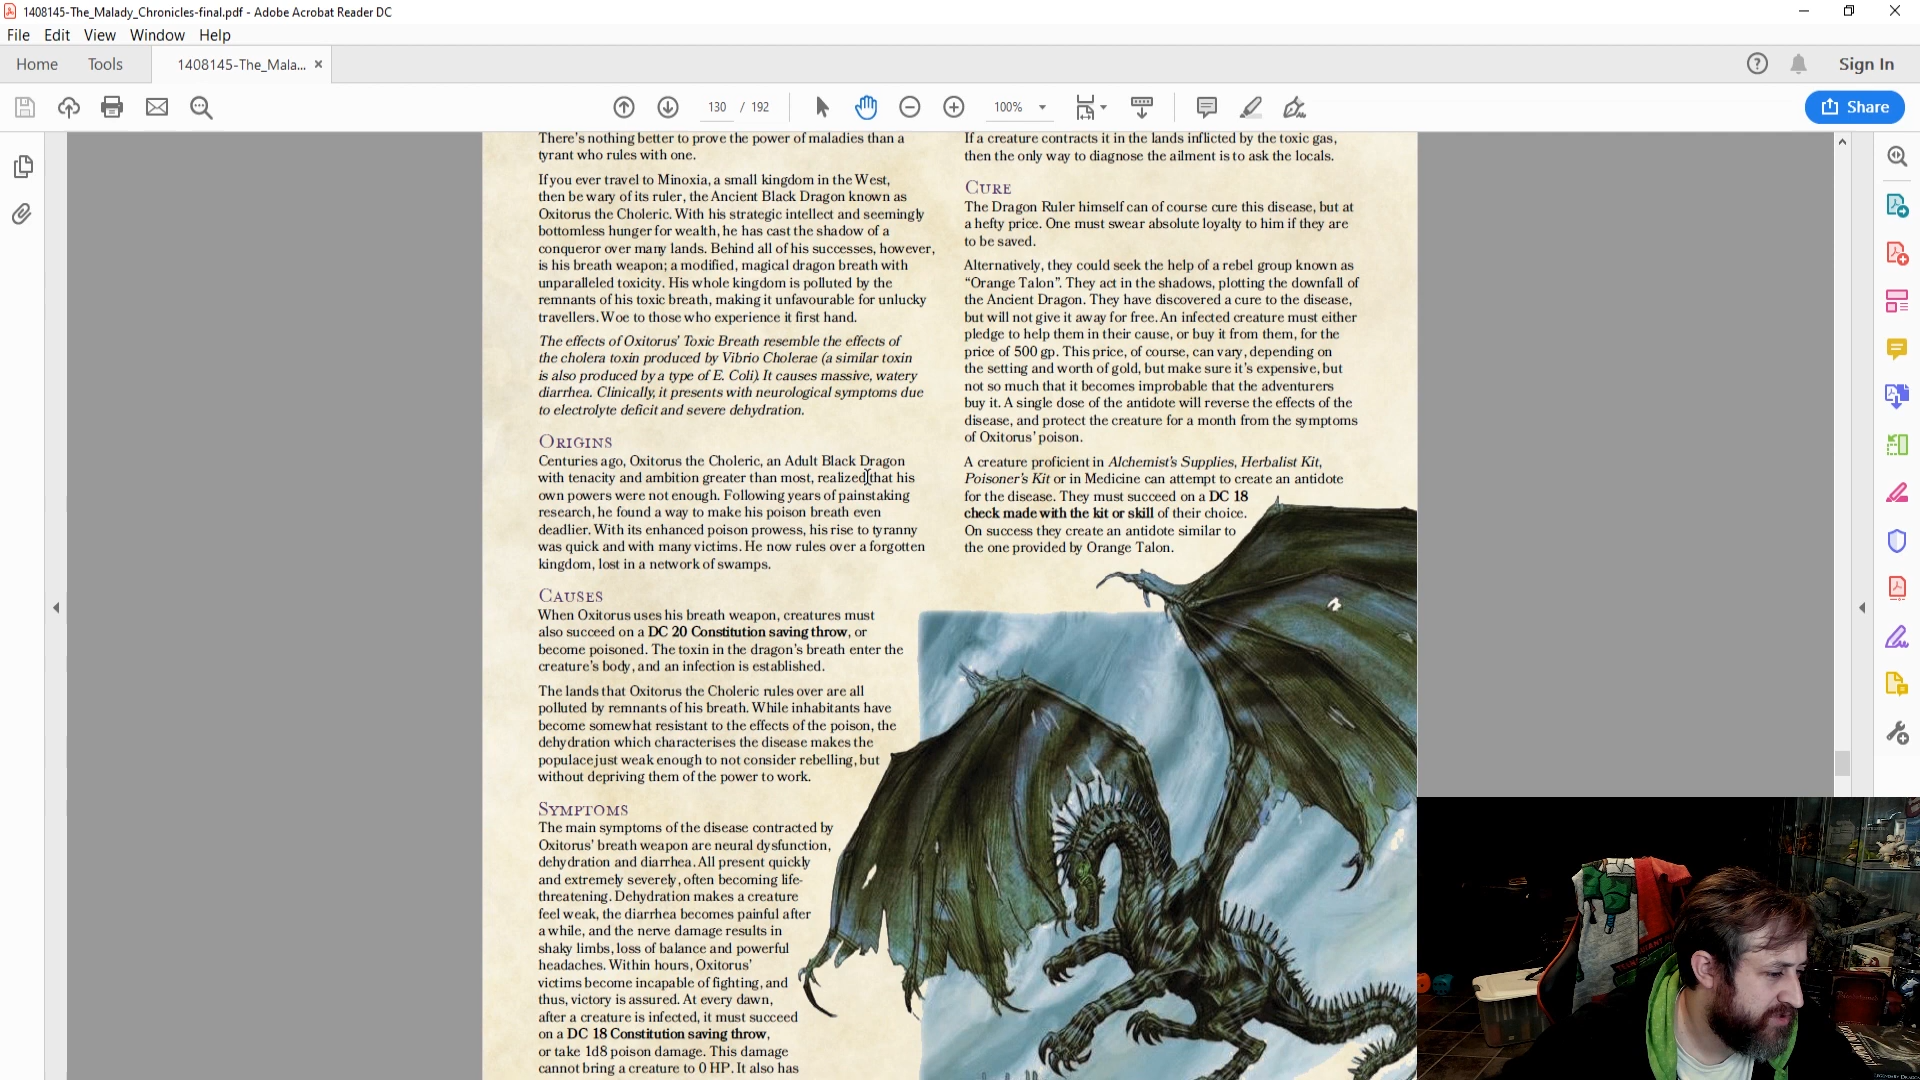 1408145-The_Malady_Chronicles-final.pdf - Adobe Acrobat Reader DC
File Edit View Window Help
Home Tools 1408145-The_Mala... ×
Sign In
130 / 192
100%
Share
There's nothing better to prove the power of maladies than a
tyrant who rules with one.
If you ever travel to Minoxia, a small kingdom in the West,
then be wary of its ruler, the Ancient Black Dragon known as
Oxitorus the Choleric. With his strategic intellect and seemingly
bottomless hunger for wealth, he has cast the shadow of a
conqueror over many lands. Behind all of his successes, however,
is his breath weapon; a modified, magical dragon breath with
unparalleled toxicity. His whole kingdom is polluted by the
remnants of his toxic breath, making it unfavourable for unlucky
travellers. Woe to those who experience it first hand.
The effects of Oxitorus' Toxic Breath resemble the effects of
the cholera toxin produced by Vibrio Cholerae (a similar toxin
is also produced by a type of E. Coli). It causes massive, watery
diarrhea. Clinically, it presents with neurological symptoms due
to electrolyte deficit and severe dehydration.
Origins
Centuries ago, Oxitorus the Choleric, an Adult Black Dragon
with tenacity and ambition greater than most, realized that his
own powers were not enough. Following years of painstaking
research, he found a way to make his poison breath even
deadlier. With its enhanced poison prowess, his rise to tyranny
was quick and with many victims. He now rules over a forgotten
kingdom, lost in a network of swamps.
Causes
When Oxitorus uses his breath weapon, creatures must
also succeed on a DC 20 Constitution saving throw, or
become poisoned. The toxin in the dragon's breath enter the
creature's body, and an infection is established.
The lands that Oxitorus the Choleric rules over are all
polluted by remnants of his breath. While inhabitants have
become somewhat resistant to the effects of the poison, the
dehydration which characterises the disease makes the
populace just weak enough to not consider rebelling, but
without depriving them of the power to work.
Symptoms
The main symptoms of the disease contracted by
Oxitorus' breath weapon are neural dysfunction,
dehydration and diarrhea. All present quickly
and extremely severely, often becoming life-
threatening. Dehydration makes a creature
feel weak, the diarrhea becomes painful after
a while, and the nerve damage results in
shaky limbs, loss of balance and powerful
headaches. Within hours, Oxitorus'
victims become incapable of fighting, and
thus, victory is assured. At every dawn,
after a creature is infected, it must succeed
on a DC 18 Constitution saving throw,
or take 1d8 poison damage. This damage
cannot bring a creature to 0 HP. It also has
If a creature contracts it in the lands inflicted by the toxic gas,
then the only way to diagnose the ailment is to ask the locals.
Cure
The Dragon Ruler himself can of course cure this disease, but at
a hefty price. One must swear absolute loyalty to him if they are
to be saved.
Alternatively, they could seek the help of a rebel group known as
“Orange Talon”. They act in the shadows, plotting the downfall of
the Ancient Dragon. They have discovered a cure to the disease,
but will not give it away for free. An infected creature must either
pledge to help them in their cause, or buy it from them, for the
price of 500 gp. This price, of course, can vary, depending on
the setting and worth of gold, but make sure it's expensive, but
not so much that it becomes improbable that the adventurers
buy it. A single dose of the antidote will reverse the effects of the
disease, and protect the creature for a month from the symptoms
of Oxitorus' poison.
A creature proficient in Alchemist's Supplies, Herbalist Kit,
Poisoner's Kit or in Medicine can attempt to create an antidote
for the disease. They must succeed on a DC 18
check made with the kit or skill of their choice.
On success they create an antidote similar to
the one provided by Orange Talon.